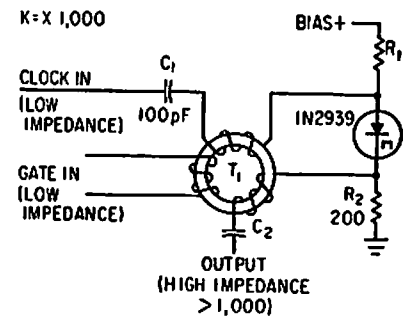 K=X 1,000
BIAS+
R1
C1
CLOCK IN
(LOW
IMPEDANCE)
100pF
1N2939
T1
GATE IN
(LOW
IMPEDANCE)
R2
200
C2
OUTPUT
(HIGH IMPEDANCE
>1,000)